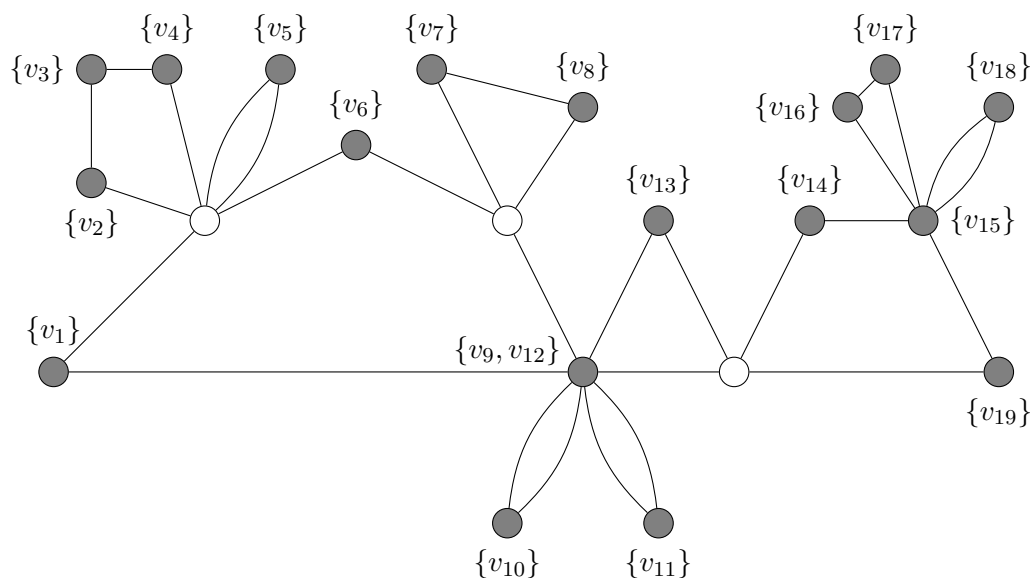 {v4} {v5} {v7} {v17}
{v3} {v8} {v18}
{v16}
{v6}
{v13} {v14}
{v2} {v15}
{v1} {v9, v12}
{v19}
{v10} {v11}